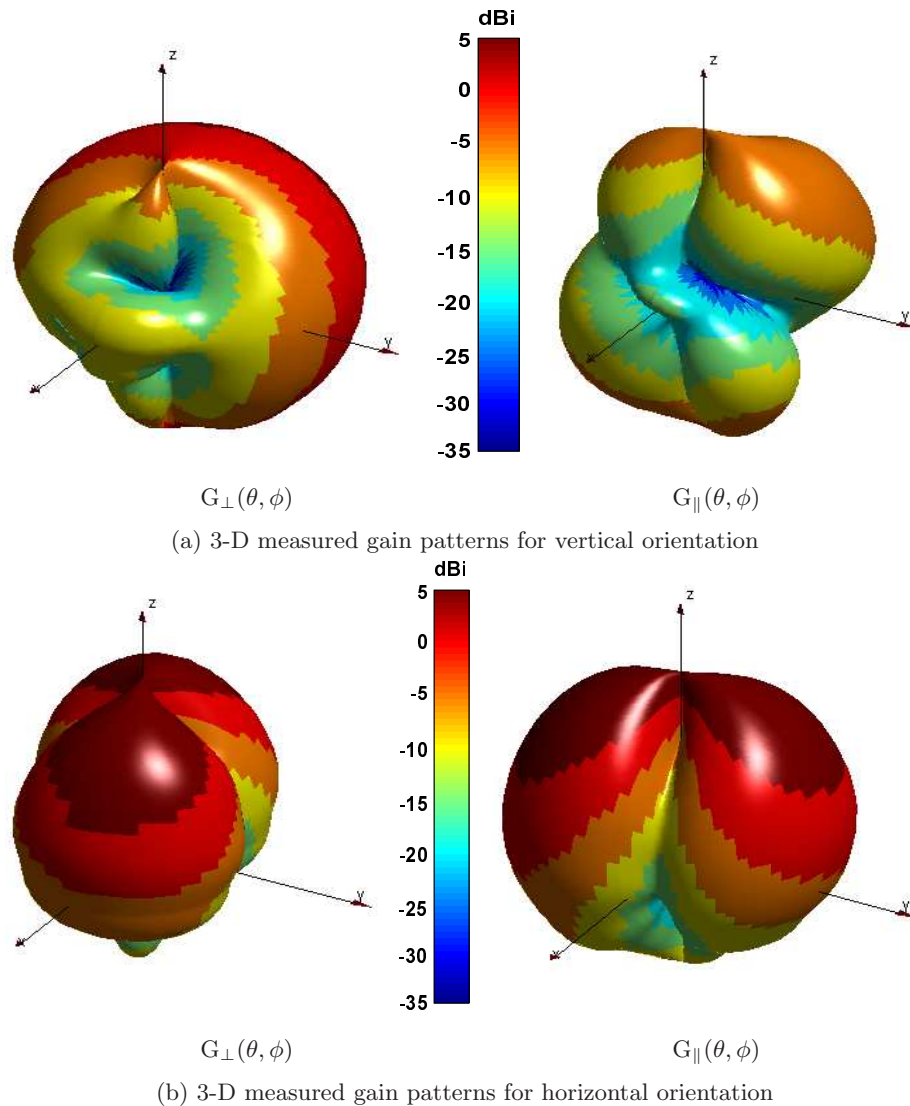 dBi
5
0
-5
-10
-15
-20
-25
-30
-35
z
y
x
z
y
x
G⊥(θ, ϕ)
G∥(θ, ϕ)
(a) 3-D measured gain patterns for vertical orientation
dBi
5
0
-5
-10
-15
-20
-25
-30
-35
z
y
x
z
y
x
G⊥(θ, ϕ)
G∥(θ, ϕ)
(b) 3-D measured gain patterns for horizontal orientation